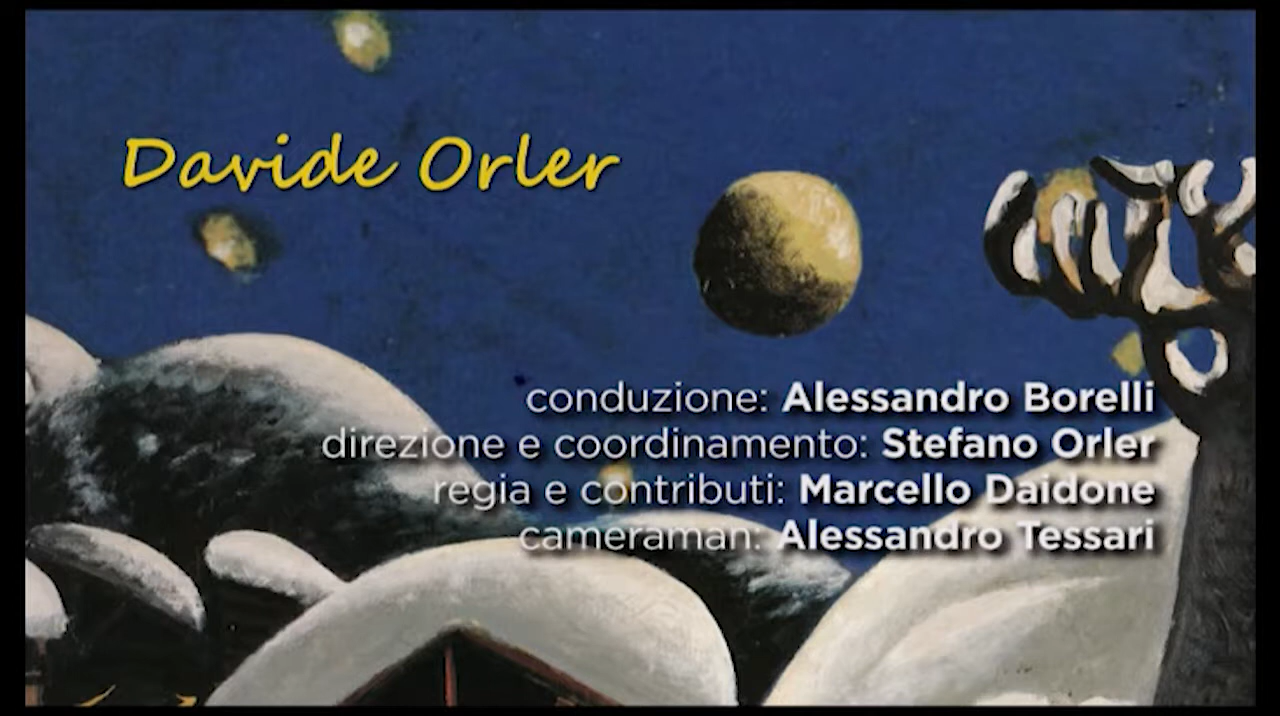 Davide Orler
conduzione: Alessandro Borelli
direzione e coordinamento: Stefano Orler
regia e contributi: Marcello Daidone
cameraman: Alessandro Tessari